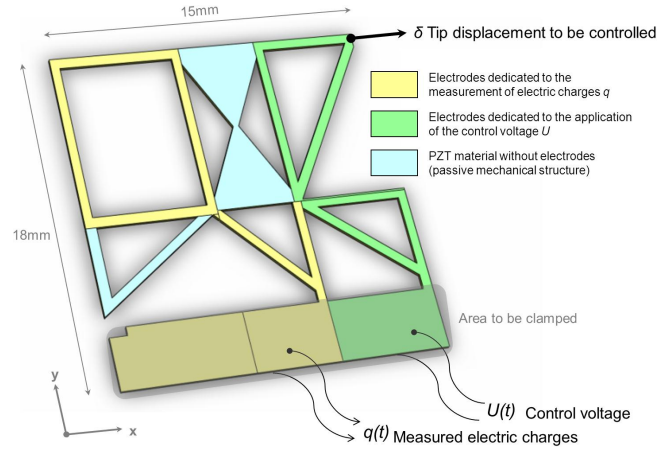 15mm
δ Tip displacement to be controlled
Electrodes dedicated to the
measurement of electric charges q
Electrodes dedicated to the application
of the control voltage U
PZT material without electrodes
(passive mechanical structure)
18mm
Area to be clamped
y
x
U(t) Control voltage
q(t) Measured electric charges